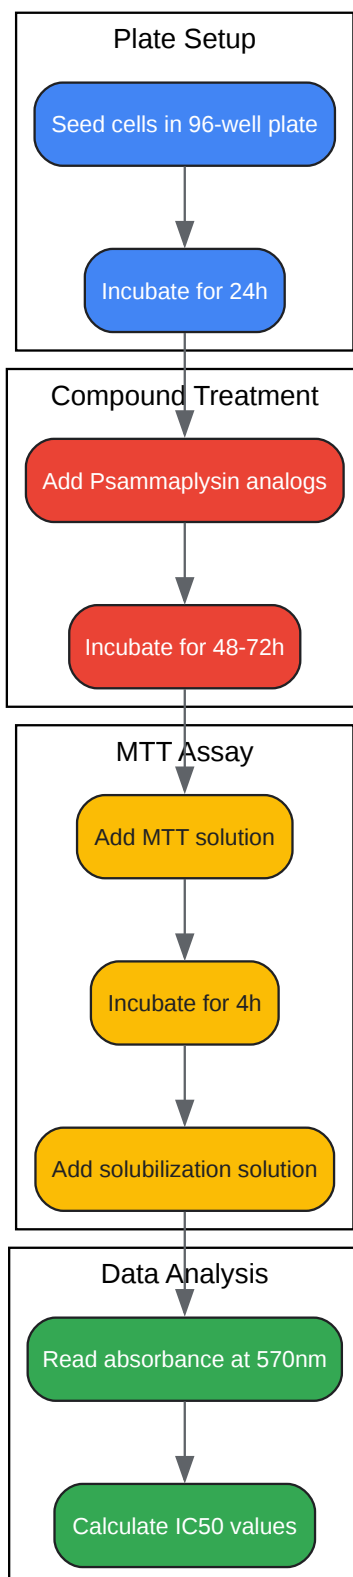 Plate Setup
Seed cells in 96-well plate
Incubate for 24h
Compound Treatment
Add Psammaplysin analogs
Incubate for 48-72h
MTT Assay
Add MTT solution
Incubate for 4h
Add solubilization solution
Data Analysis
Read absorbance at 570nm
Calculate IC50 values